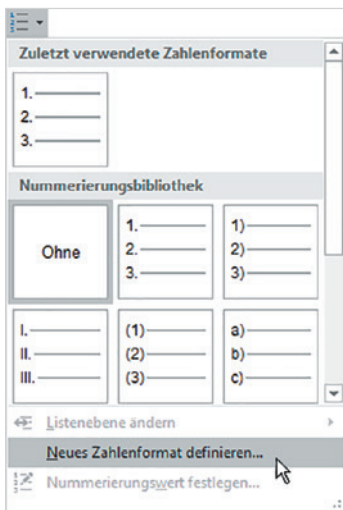 Zuletzt verwendete Zahlenformate
1.
2.
3.
Nummerierungsbibliothek
Ohne
1.
2.
3.
1)
2)
3)
I.
II.
III.
(1)
(2)
(3)
a)
b)
c)
Listenebene ändern
Neues Zahlenformat definieren...
Nummerierungswert festlegen...